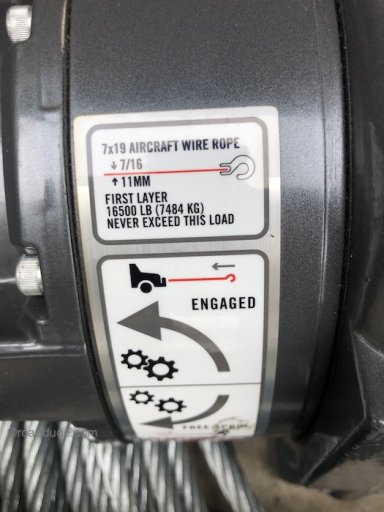 7x19 AIRCRAFT WIRE ROPE
7/16
11MM
FIRST LAYER
16500 LB (7484 KG)
NEVER EXCEED THIS LOAD
ENGAGED